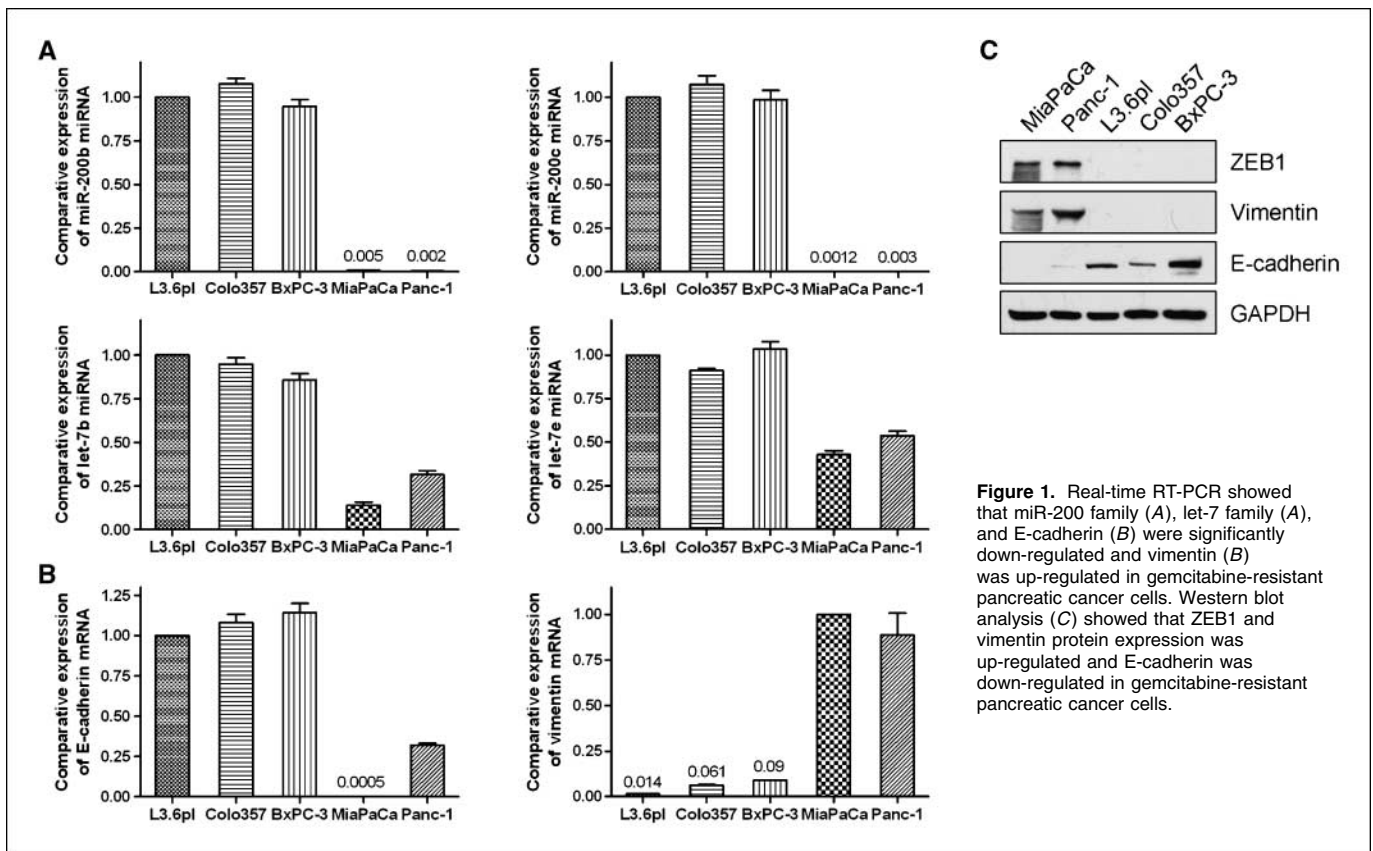 A
Comparative expression
of miR-200b miRNA
1.00
0.75
0.50
0.25
0.00
0.005
0.002
L3.6pl Colo357 BxPC-3 MiaPaCa Panc-1
Comparative expression
of miR-200c miRNA
1.00
0.75
0.50
0.25
0.00
0.0012
0.003
L3.6pl Colo357 BxPC-3 MiaPaCa Panc-1
Comparative expression
of let-7b miRNA
1.00
0.75
0.50
0.25
0.00
L3.6pl Colo357 BxPC-3 MiaPaCa Panc-1
Comparative expression
of let-7e miRNA
1.00
0.75
0.50
0.25
0.00
L3.6pl Colo357 BxPC-3 MiaPaCa Panc-1
B
Comparative expression
of E-cadherin mRNA
1.25
1.00
0.75
0.50
0.25
0.00
0.0005
L3.6pl Colo357 BxPC-3 MiaPaCa Panc-1
Comparative expression
of vimentin mRNA
1.00
0.75
0.50
0.25
0.00
0.014
0.061
0.09
L3.6pl Colo357 BxPC-3 MiaPaCa Panc-1
C
MiaPaCa
Panc-1
L3.6pl
Colo357
BxPC-3
ZEB1
Vimentin
E-cadherin
GAPDH
Figure 1. Real-time RT-PCR showed
that miR-200 family (A), let-7 family (A),
and E-cadherin (B) were significantly
down-regulated and vimentin (B)
was up-regulated in gemcitabine-resistant
pancreatic cancer cells. Western blot
analysis (C) showed that ZEB1 and
vimentin protein expression was
up-regulated and E-cadherin was
down-regulated in gemcitabine-resistant
pancreatic cancer cells.